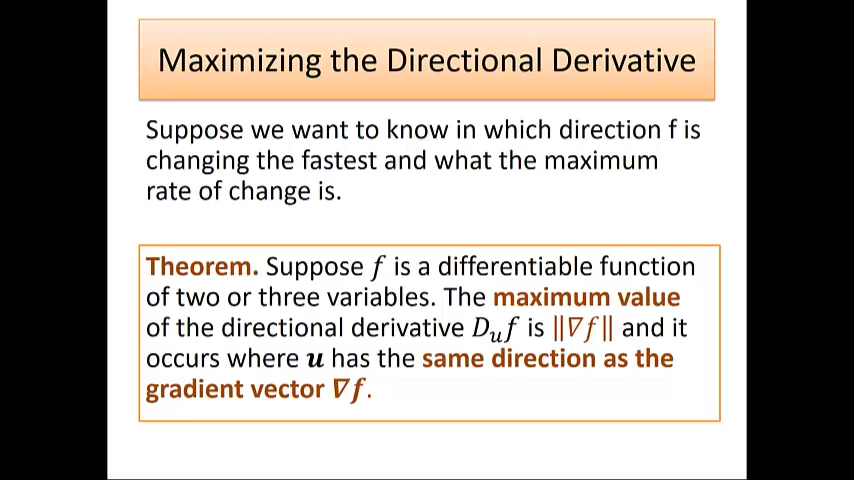 Maximizing the Directional Derivative
Suppose we want to know in which direction f is
changing the fastest and what the maximum
rate of change is.
Theorem. Suppose 𝑓 is a differentiable function
of two or three variables. The maximum value
of the directional derivative 𝐷ᵤ𝑓 is ‖∇𝑓‖ and it
occurs where 𝒖 has the same direction as the
gradient vector ∇𝒇.